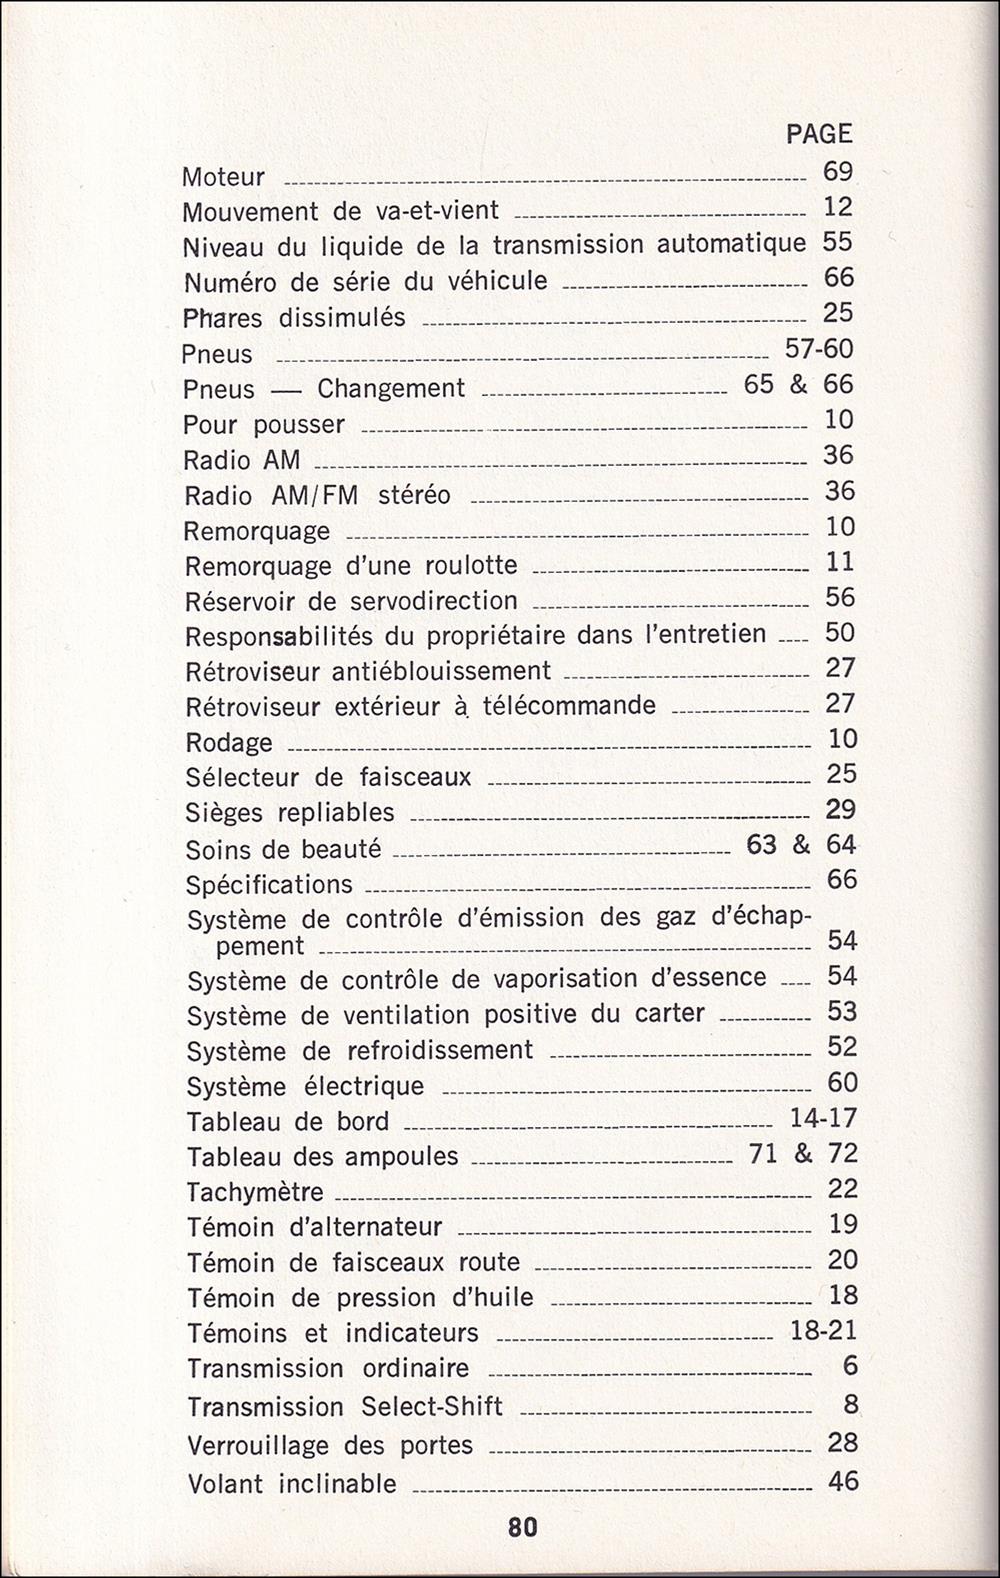 PAGE
Moteur 69
Mouvement de va-et-vient 12
Niveau du liquide de la transmission automatique 55
Numéro de série du véhicule 66
Phares dissimulés 25
Pneus 57-60
Pneus — Changement 65 & 66
Pour pousser 10
Radio AM 36
Radio AM/FM stéréo 36
Remorquage 10
Remorquage d'une roulotte 11
Réservoir de servodirection 56
Responsabilités du propriétaire dans l'entretien 50
Rétroviseur antiéblouissement 27
Rétroviseur extérieur à télécommande 27
Rodage 10
Sélecteur de faisceaux 25
Sièges repliables 29
Soins de beauté 63 & 64
Spécifications 66
Système de contrôle d'émission des gaz d'échap-
pement 54
Système de contrôle de vaporisation d'essence 54
Système de ventilation positive du carter 53
Système de refroidissement 52
Système électrique 60
Tableau de bord 14-17
Tableau des ampoules 71 & 72
Tachymètre 22
Témoin d'alternateur 19
Témoin de faisceaux route 20
Témoin de pression d'huile 18
Témoins et indicateurs 18-21
Transmission ordinaire 6
Transmission Select-Shift 8
Verrouillage des portes 28
Volant inclinable 46
80